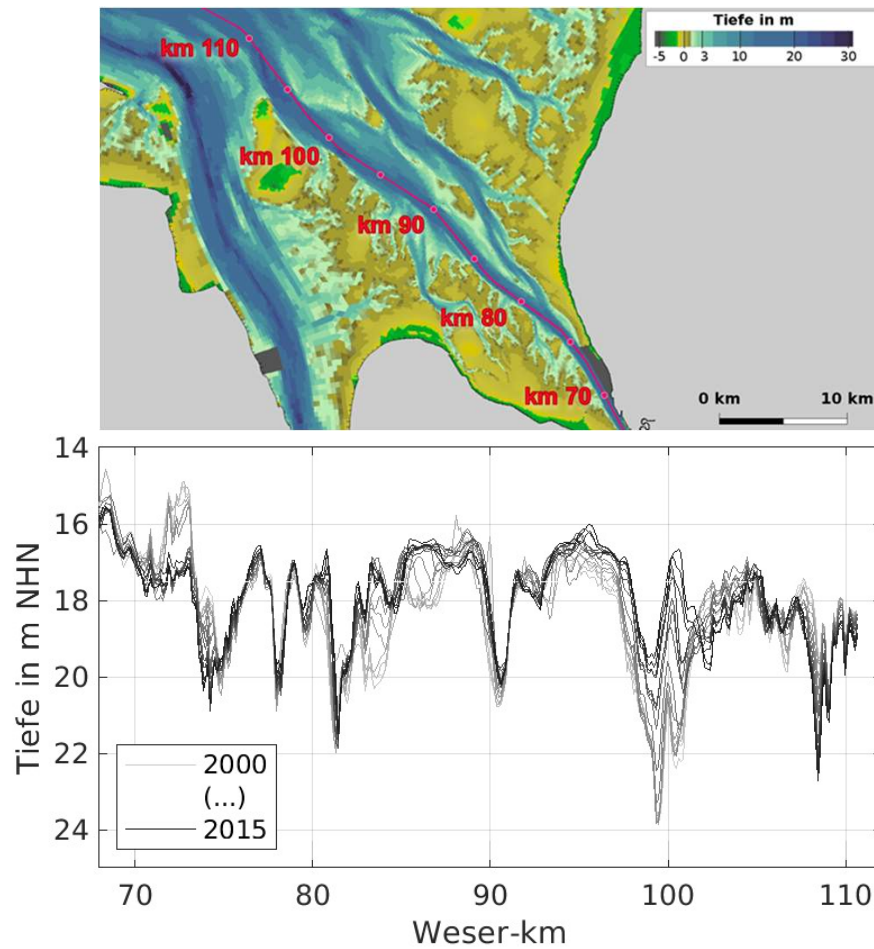 Tiefe in m
-5 0 3 10 20 30
km 110
km 100
km 90
km 80
km 70
0 km 10 km
Tiefe in m NHN
14
16
18
20
22
24
2000
(...)
2015
70 80 90 100 110
Weser-km